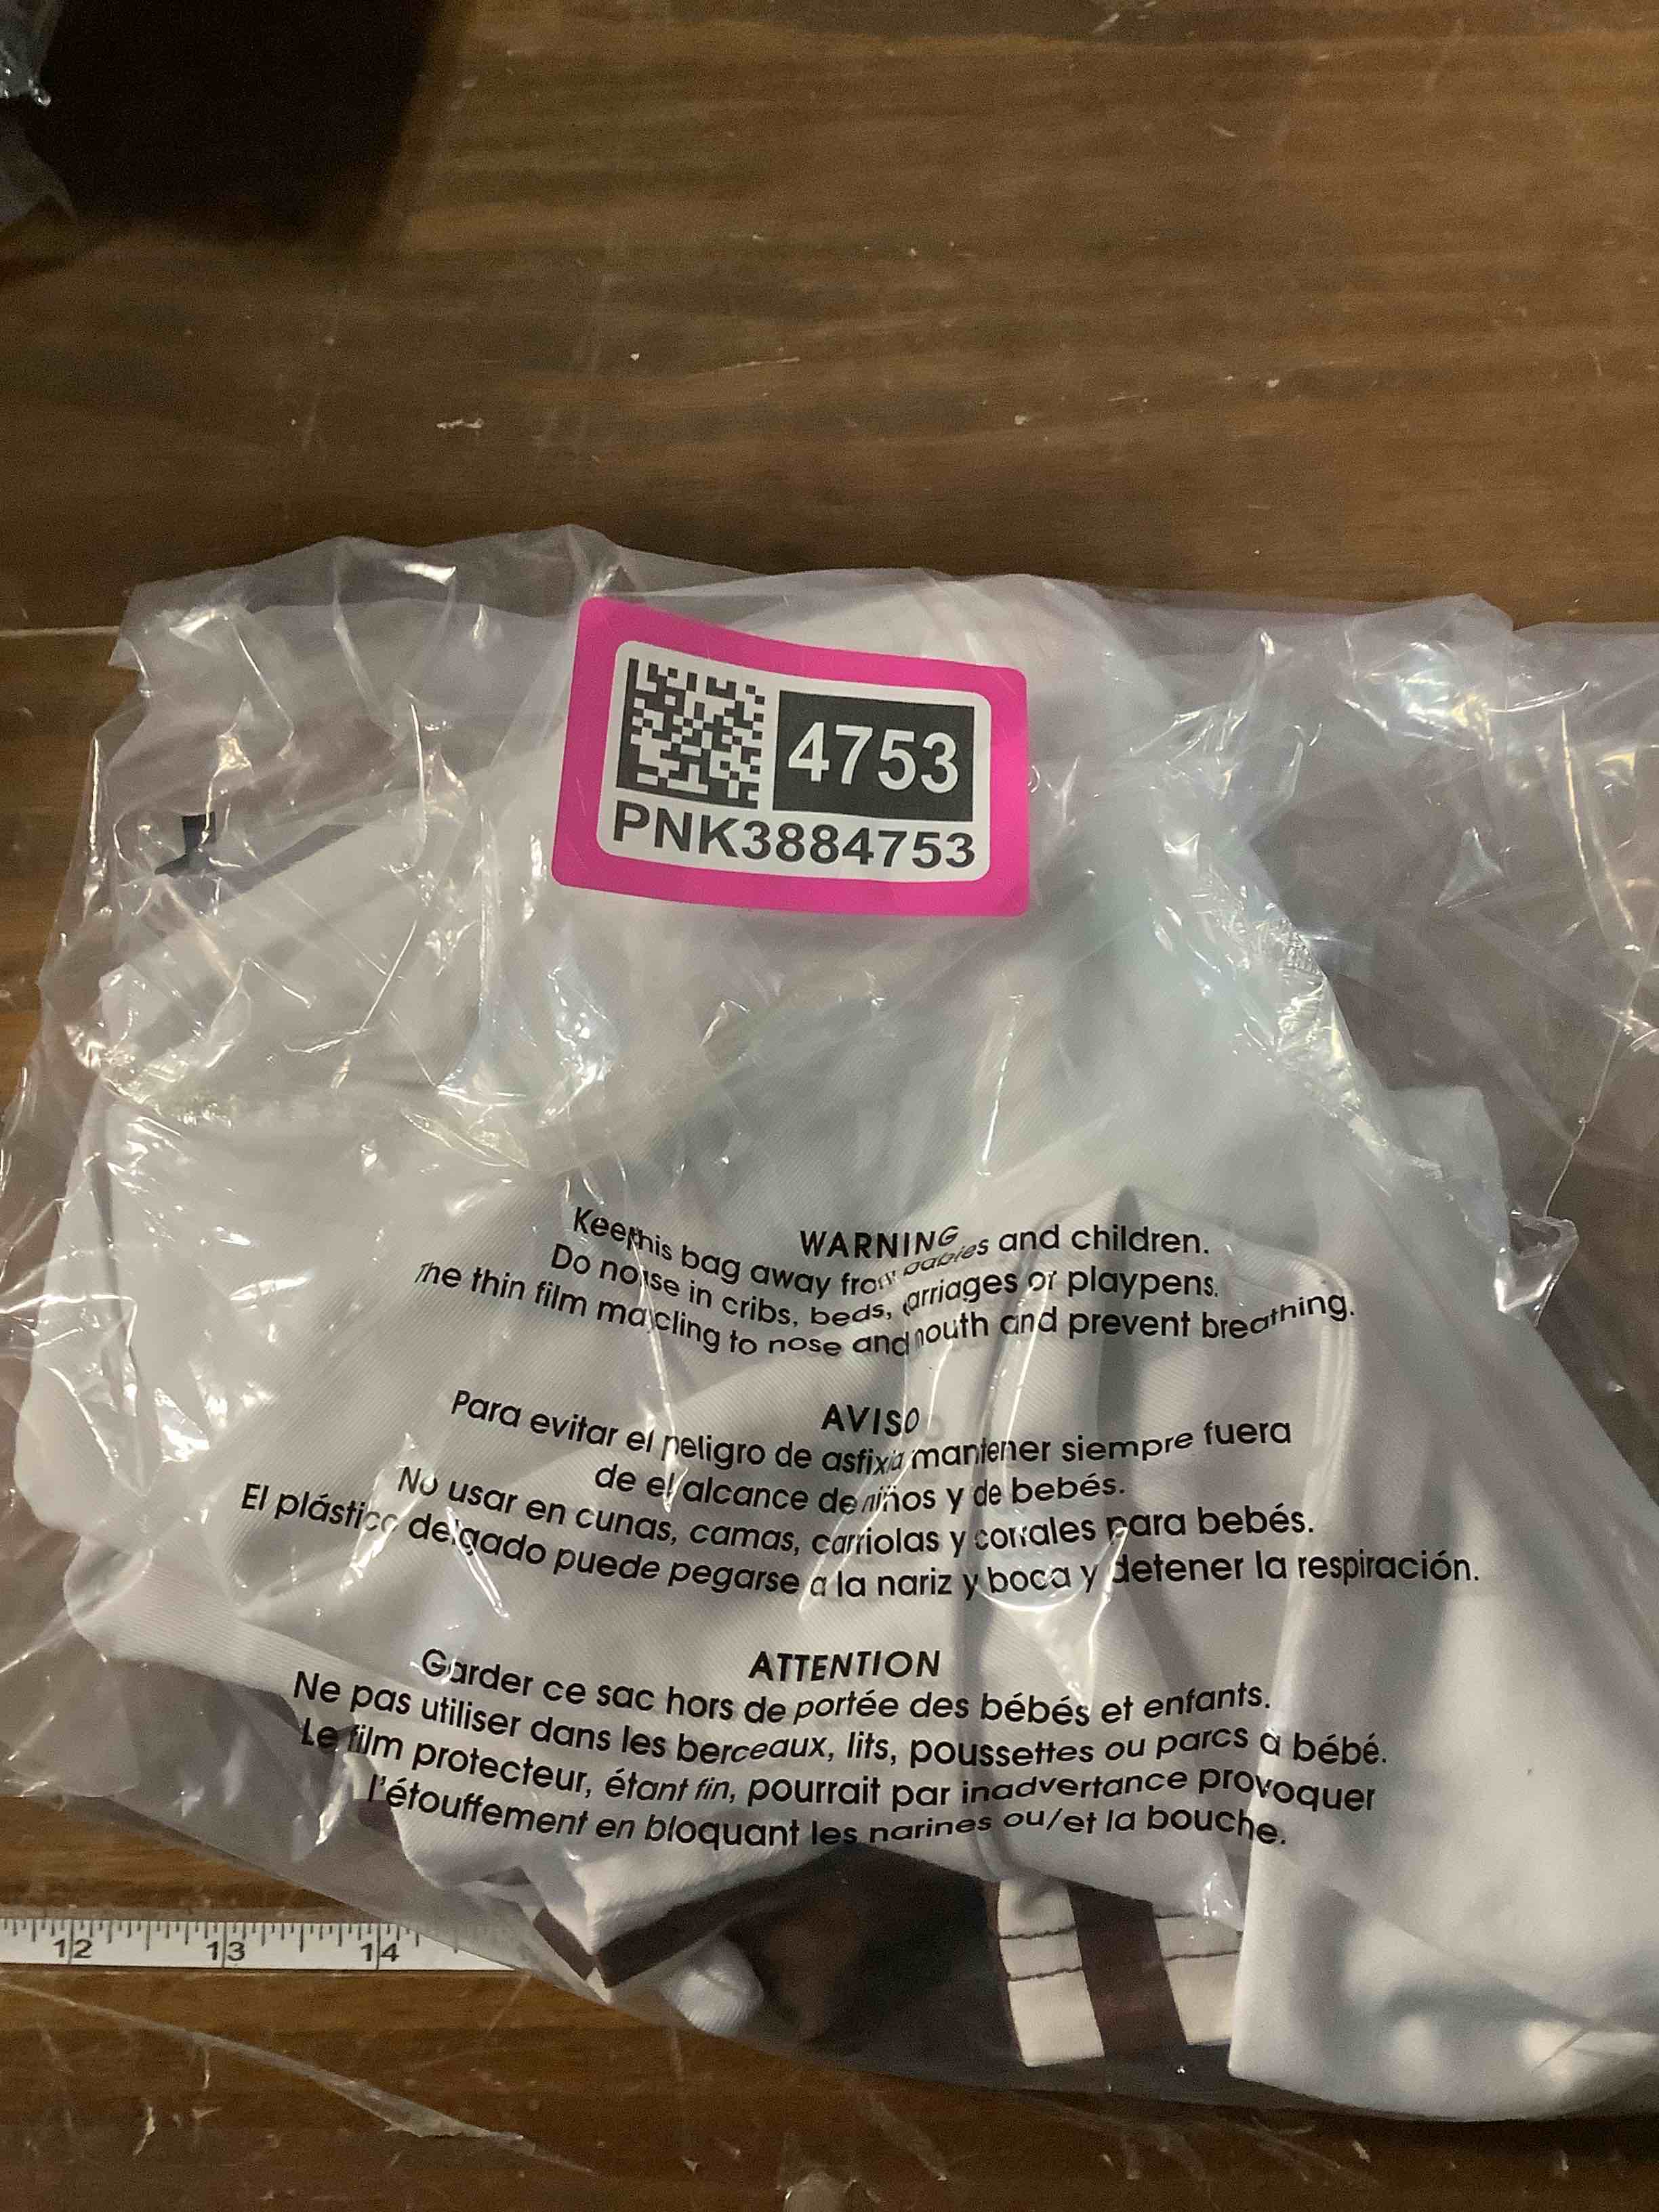 4753
PNK3884753
WARNING
Keep this bag away from babies and children.
Do no se in cribs, beds, carriages or playpens.
The thin film may cling to nose and mouth and prevent breathing.
AVISO
Para evitar el peligro de asfixia mantener siempre fuera
de el alcance de niños y de bebés.
No usar en cunas, camas, carriolas y corrales para bebés.
El plástico delgado puede pegarse a la nariz y boca y detener la respiración.
ATTENTION
Garder ce sac hors de portée des bébés et enfants.
Ne pas utiliser dans les berceaux, lits, poussettes ou parcs à bébé.
Le film protecteur, étant fin, pourrait par inadvertance provoquer
l'étouffement en bloquant les narines ou/et la bouche.
12 13 14